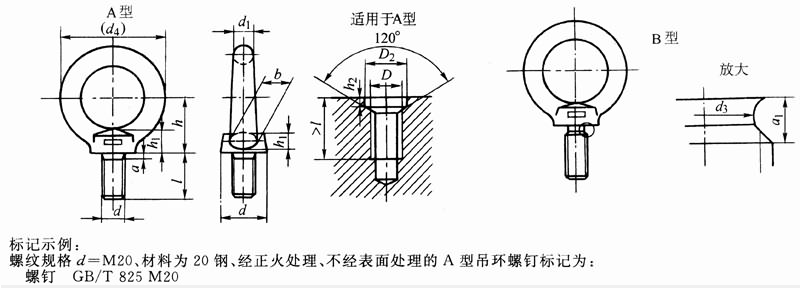 A 型
(d4)
d1
适用于A型
120°
D2
D
h2
b
h
h1
h1
a
l
>l
d
d
B 型
放大
d3
a1
标记示例:
螺纹规格 d=M20、材料为 20 钢、经正火处理、不经表面处理的 A 型吊环螺钉标记为:
螺钉 GB/T 825 M20